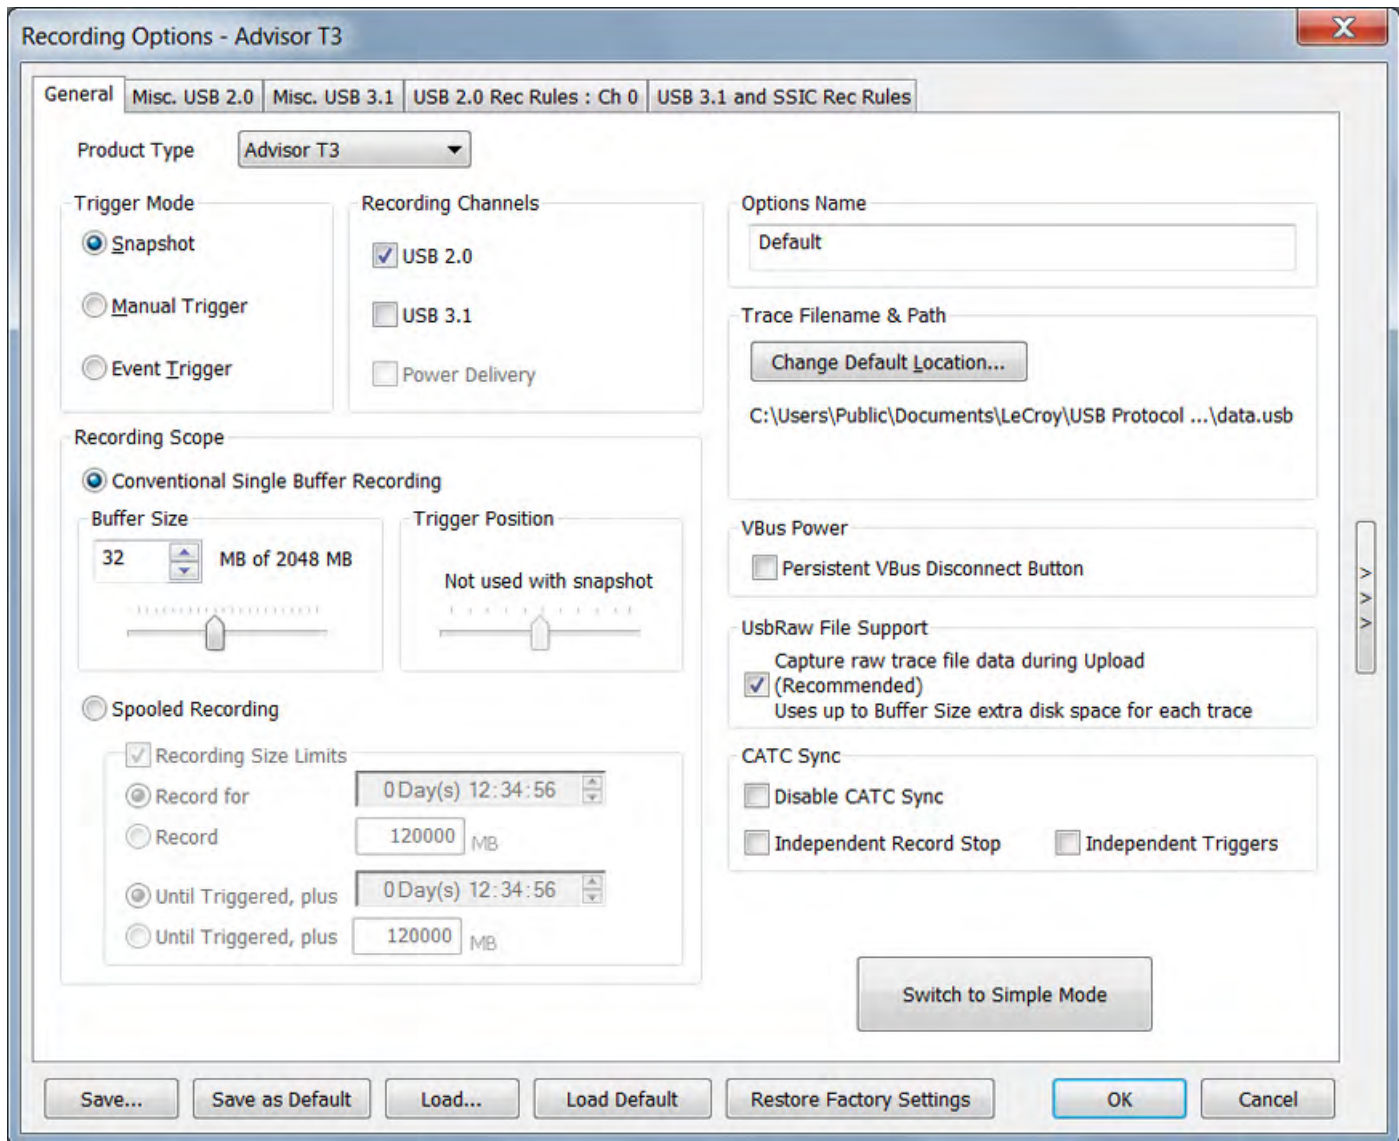 Recording Options - Advisor T3
General
Misc. USB 2.0
Misc. USB 3.1
USB 2.0 Rec Rules : Ch 0
USB 3.1 and SSIC Rec Rules
Product Type
Advisor T3
Trigger Mode
Snapshot
Manual Trigger
Event Trigger
Recording Channels
USB 2.0
USB 3.1
Power Delivery
Recording Scope
Conventional Single Buffer Recording
Buffer Size
32
MB of 2048 MB
Trigger Position
Not used with snapshot
Spooled Recording
Recording Size Limits
Record for
0 Day(s) 12:34:56
Record
120000 MB
Until Triggered, plus
0 Day(s) 12:34:56
Until Triggered, plus
120000 MB
Options Name
Default
Trace Filename & Path
Change Default Location...
C:\Users\Public\Documents\LeCroy\USB Protocol ...\data.usb
VBus Power
Persistent VBus Disconnect Button
UsbRaw File Support
Capture raw trace file data during Upload
(Recommended)
Uses up to Buffer Size extra disk space for each trace
CATC Sync
Disable CATC Sync
Independent Record Stop
Independent Triggers
Switch to Simple Mode
>
>
>
Save...
Save as Default
Load...
Load Default
Restore Factory Settings
OK
Cancel